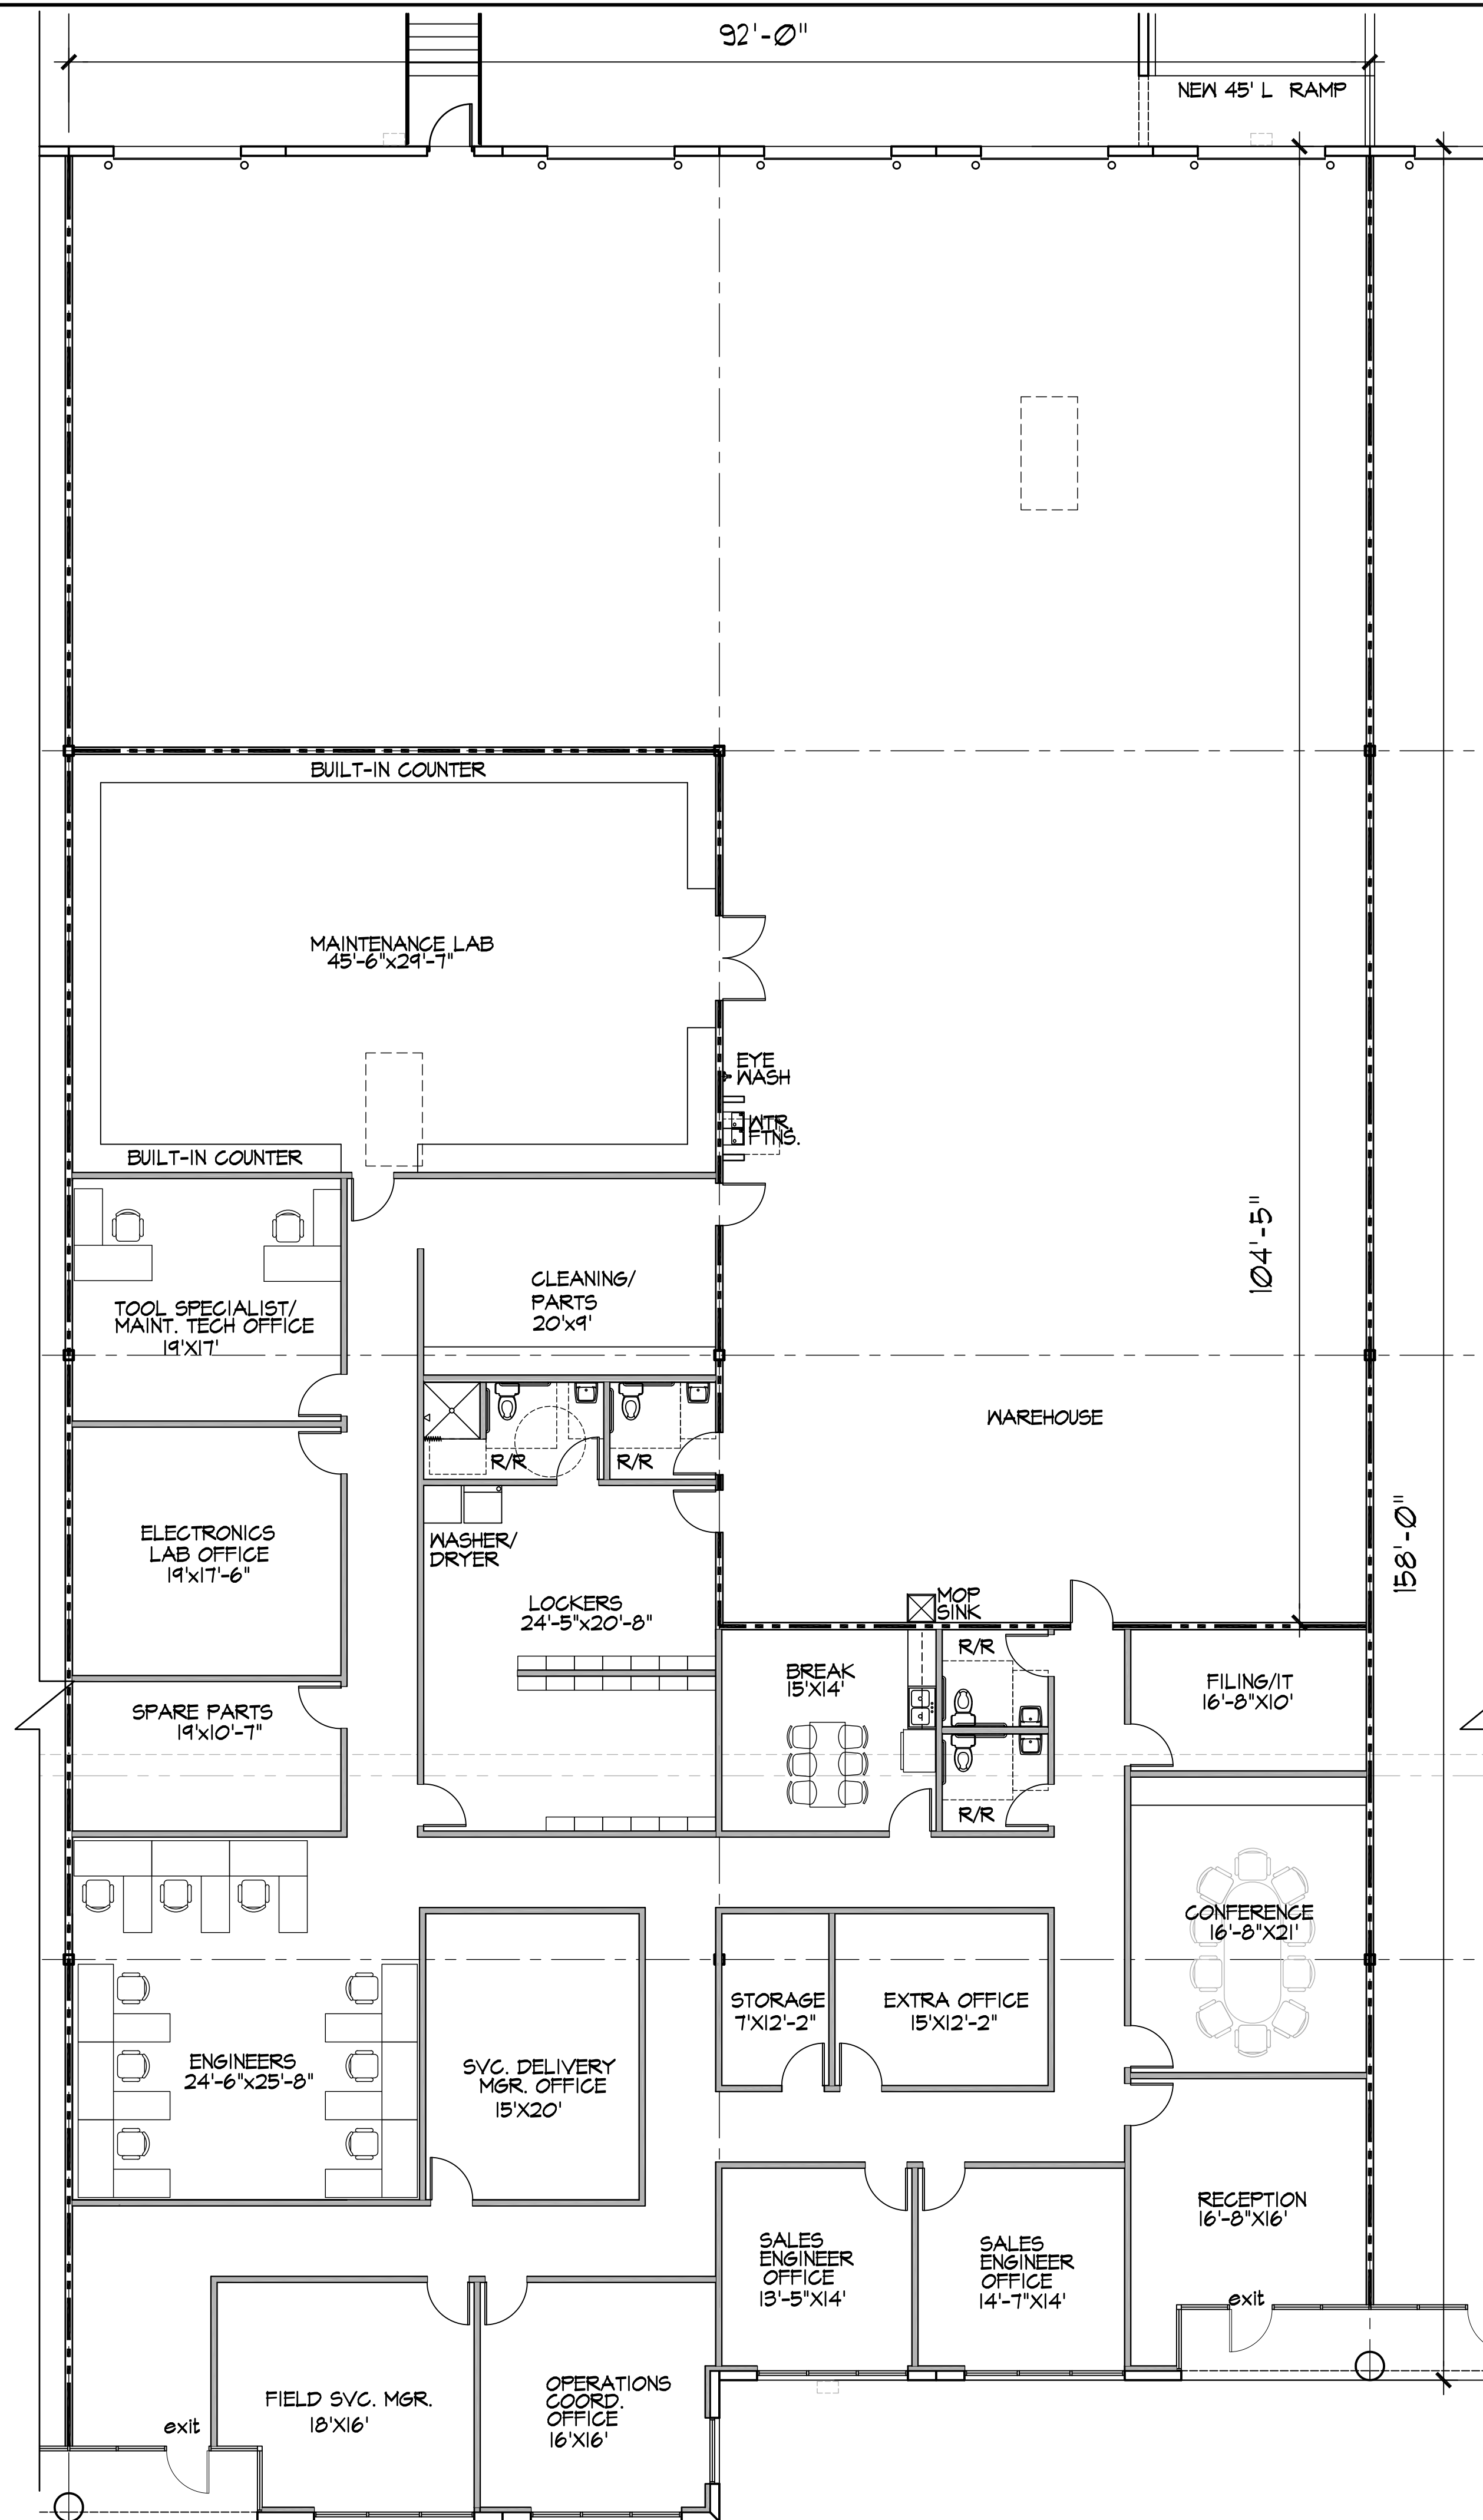 92'-0"
NEW 45' L RAMP
BUILT-IN COUNTER
MAINTENANCE LAB
45'-6"x29'-7"
EYE
WASH
WTR.
FTNS.
BUILT-IN COUNTER
104'-5"
CLEANING/
PARTS
20'x9'
TOOL SPECIALIST/
MAINT. TECH OFFICE
19'X17'
WAREHOUSE
R/R
R/R
158'-0"
ELECTRONICS
LAB OFFICE
19'x17'-6"
WASHER/
DRYER
LOCKERS
24'-5"x20'-8"
MOP
SINK
R/R
BREAK
15'X14'
FILING/IT
16'-8"X10'
SPARE PARTS
19'x10'-7"
R/R
CONFERENCE
16'-8"X21'
STORAGE
7'X12'-2"
EXTRA OFFICE
15'X12'-2"
ENGINEERS
24'-6"x25'-8"
SVC. DELIVERY
MGR. OFFICE
15'X20'
RECEPTION
16'-8"X16'
SALES
ENGINEER
OFFICE
13'-5"X14'
SALES
ENGINEER
OFFICE
14'-7"X14'
exit
FIELD SVC. MGR.
18'X16'
OPERATIONS
COORD.
OFFICE
16'X16'
exit